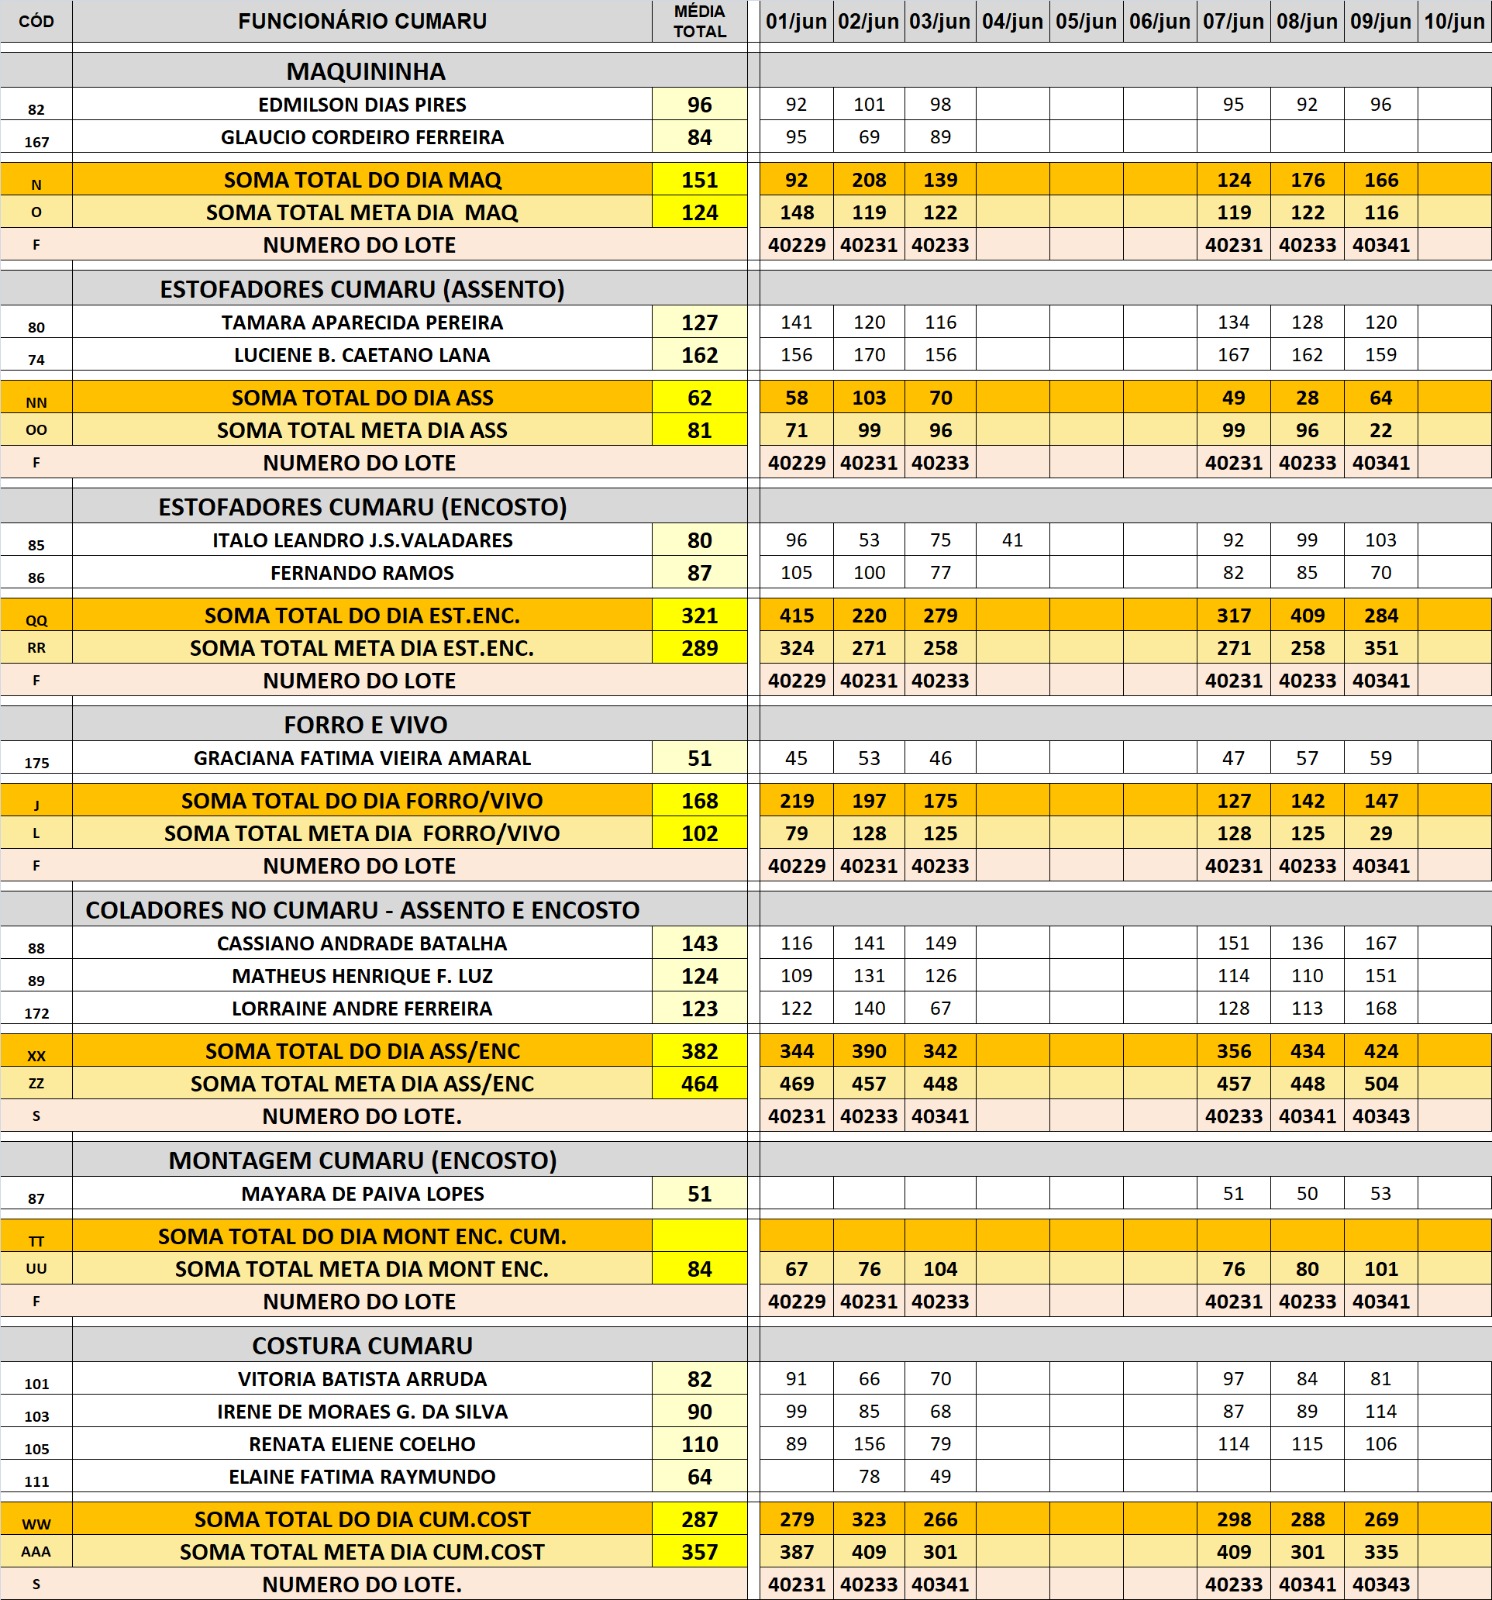 CÓD FUNCIONÁRIO CUMARU MÉDIA TOTAL 01/jun 02/jun 03/jun 04/jun 05/jun 06/jun 07/jun 08/jun 09/jun 10/jun
MAQUININHA
82 EDMILSON DIAS PIRES 96 92 101 98 95 92 96
167 GLAUCIO CORDEIRO FERREIRA 84 95 69 89
N SOMA TOTAL DO DIA MAQ 151 92 208 139 124 176 166
O SOMA TOTAL META DIA MAQ 124 148 119 122 119 122 116
F NUMERO DO LOTE 40229 40231 40233 40231 40233 40341
ESTOFADORES CUMARU (ASSENTO)
80 TAMARA APARECIDA PEREIRA 127 141 120 116 134 128 120
74 LUCIENE B. CAETANO LANA 162 156 170 156 167 162 159
NN SOMA TOTAL DO DIA ASS 62 58 103 70 49 28 64
OO SOMA TOTAL META DIA ASS 81 71 99 96 99 96 22
F NUMERO DO LOTE 40229 40231 40233 40231 40233 40341
ESTOFADORES CUMARU (ENCOSTO)
85 ITALO LEANDRO J.S.VALADARES 80 96 53 75 41 92 99 103
86 FERNANDO RAMOS 87 105 100 77 82 85 70
QQ SOMA TOTAL DO DIA EST.ENC. 321 415 220 279 317 409 284
RR SOMA TOTAL META DIA EST.ENC. 289 324 271 258 271 258 351
F NUMERO DO LOTE 40229 40231 40233 40231 40233 40341
FORRO E VIVO
175 GRACIANA FATIMA VIEIRA AMARAL 51 45 53 46 47 57 59
J SOMA TOTAL DO DIA FORRO/VIVO 168 219 197 175 127 142 147
L SOMA TOTAL META DIA FORRO/VIVO 102 79 128 125 128 125 29
F NUMERO DO LOTE 40229 40231 40233 40231 40233 40341
COLADORES NO CUMARU - ASSENTO E ENCOSTO
88 CASSIANO ANDRADE BATALHA 143 116 141 149 151 136 167
89 MATHEUS HENRIQUE F. LUZ 124 109 131 126 114 110 151
172 LORRAINE ANDRE FERREIRA 123 122 140 67 128 113 168
XX SOMA TOTAL DO DIA ASS/ENC 382 344 390 342 356 434 424
ZZ SOMA TOTAL META DIA ASS/ENC 464 469 457 448 457 448 504
S NUMERO DO LOTE. 40231 40233 40341 40233 40341 40343
MONTAGEM CUMARU (ENCOSTO)
87 MAYARA DE PAIVA LOPES 51 51 50 53
TT SOMA TOTAL DO DIA MONT ENC. CUM.
UU SOMA TOTAL META DIA MONT ENC. 84 67 76 104 76 80 101
F NUMERO DO LOTE 40229 40231 40233 40231 40233 40341
COSTURA CUMARU
101 VITORIA BATISTA ARRUDA 82 91 66 70 97 84 81
103 IRENE DE MORAES G. DA SILVA 90 99 85 68 87 89 114
105 RENATA ELIENE COELHO 110 89 156 79 114 115 106
111 ELAINE FATIMA RAYMUNDO 64 78 49
WW SOMA TOTAL DO DIA CUM.COST 287 279 323 266 298 288 269
AAA SOMA TOTAL META DIA CUM.COST 357 387 409 301 409 301 335
S NUMERO DO LOTE. 40231 40233 40341 40233 40341 40343